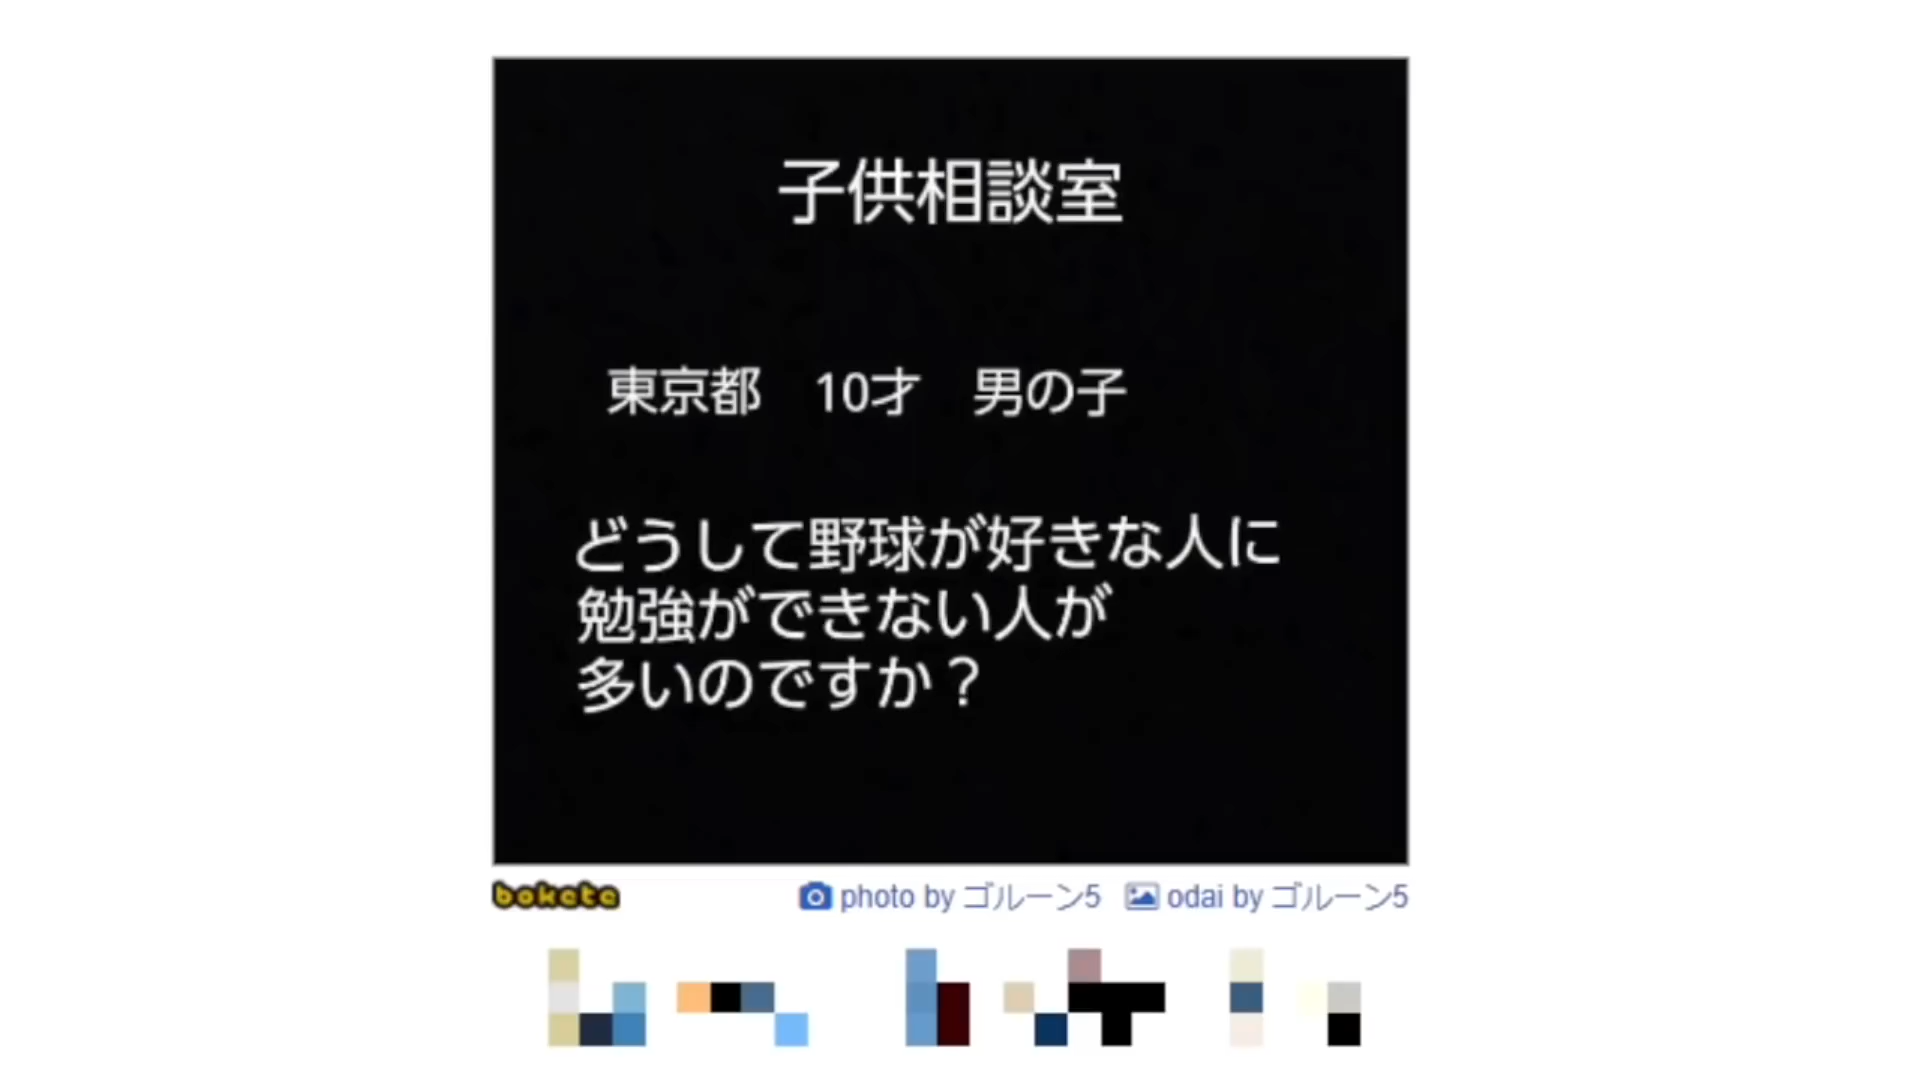 子供相談室
東京都　10才　男の子
どうして野球が好きな人に
勉強ができない人が
多いのですか？
bokete photo by ゴルーン5 odai by ゴルーン5